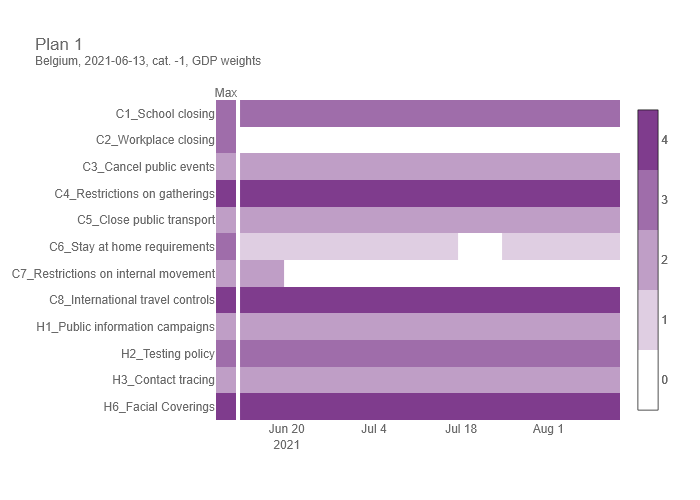 Plan 1
Belgium, 2021-06-13, cat. -1, GDP weights
Max
C1_School closing
C2_Workplace closing
C3_Cancel public events
C4_Restrictions on gatherings
C5_Close public transport
C6_Stay at home requirements
C7_Restrictions on internal movement
C8_International travel controls
H1_Public information campaigns
H2_Testing policy
H3_Contact tracing
H6_Facial Coverings
Jun 20 Jul 4 Jul 18 Aug 1
2021
4
3
2
1
0